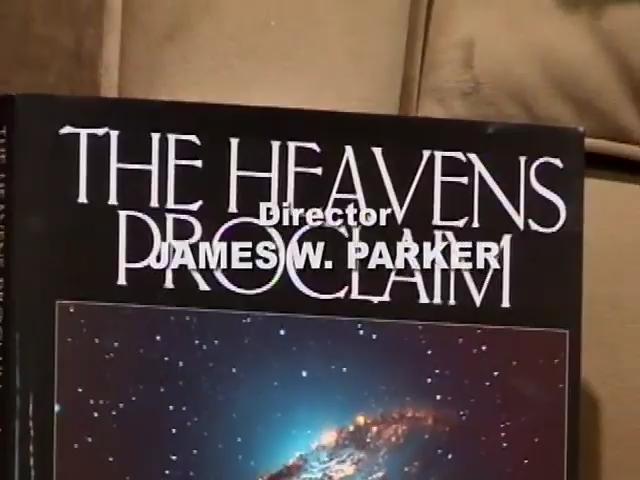 THE HEAVENS
PROCLAIM
Director
JAMES W. PARKER